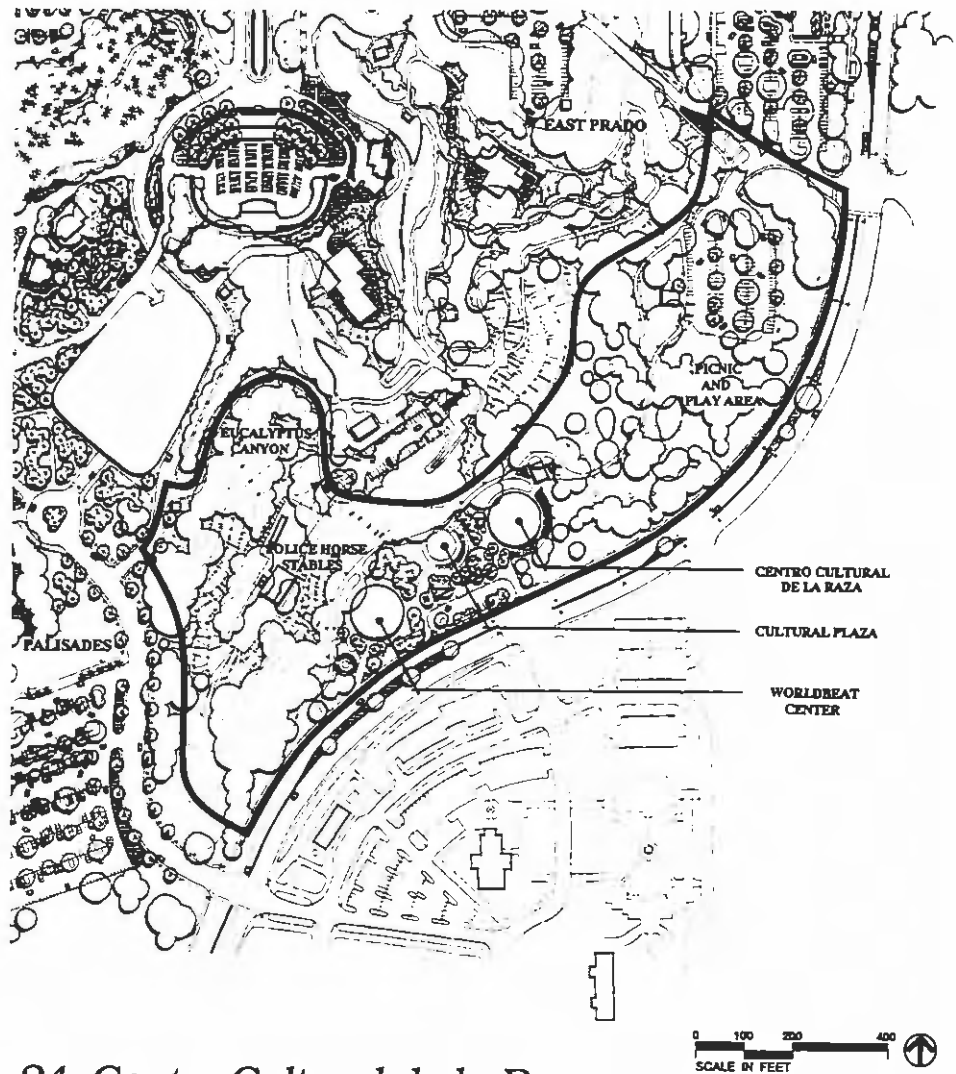 EAST PRADO
PICNIC
AND
PLAY AREA
EUCALYPTUS
CANYON
POLICE HORSE
STABLES
CENTRO CULTURAL
DE LA RAZA
CULTURAL PLAZA
PALISADES
WORLDBEAT
CENTER
0 100 200 400
SCALE IN FEET